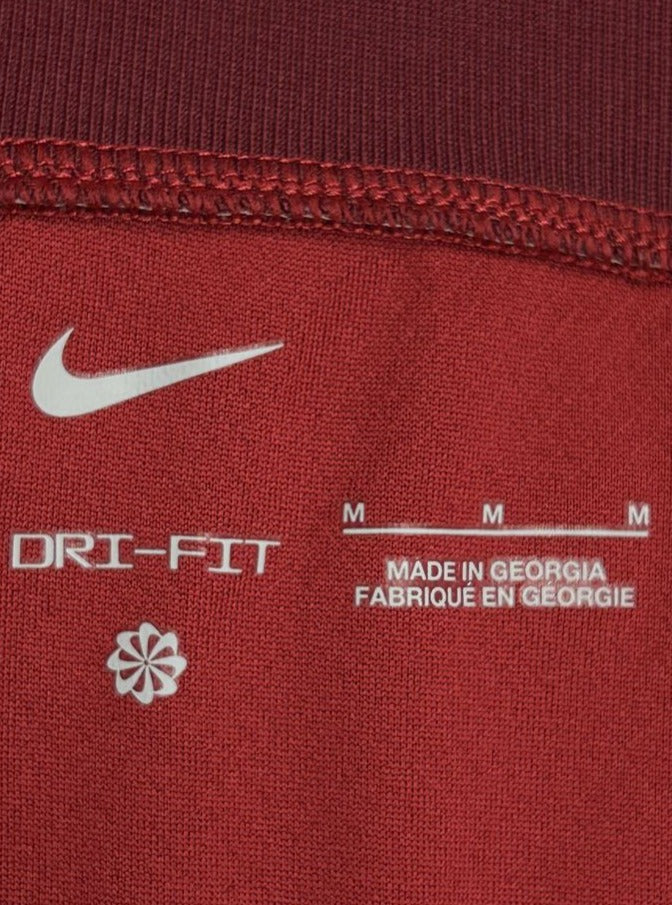 DRI-FIT
M M M
MADE IN GEORGIA
FABRIQUÉ EN GÉORGIE